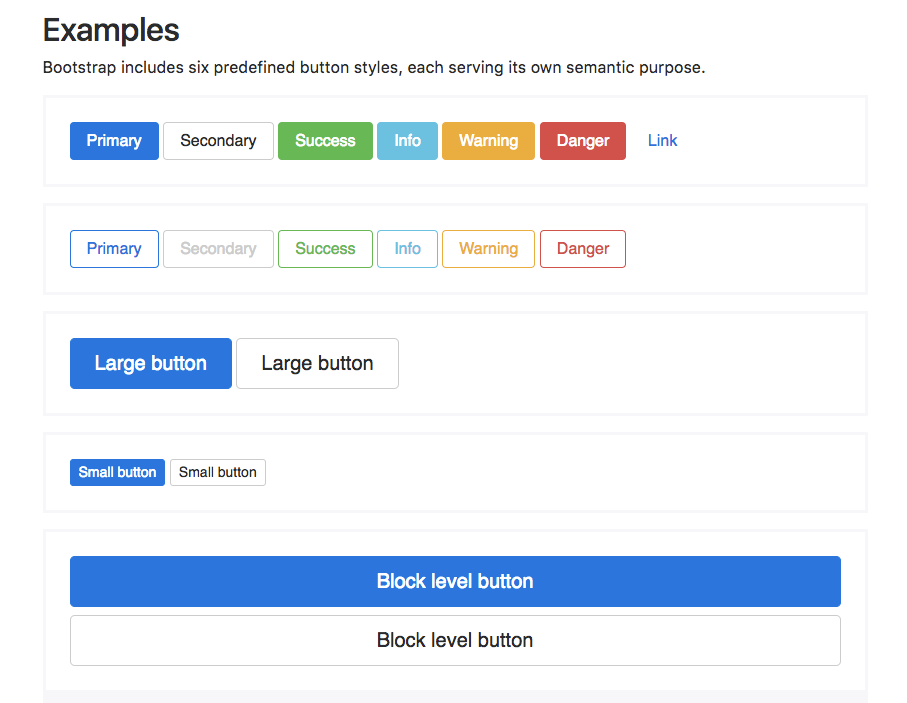 Examples
Bootstrap includes six predefined button styles, each serving its own semantic purpose.
Primary Secondary Success Info Warning Danger Link
Primary Secondary Success Info Warning Danger
Large button Large button
Small button Small button
Block level button
Block level button